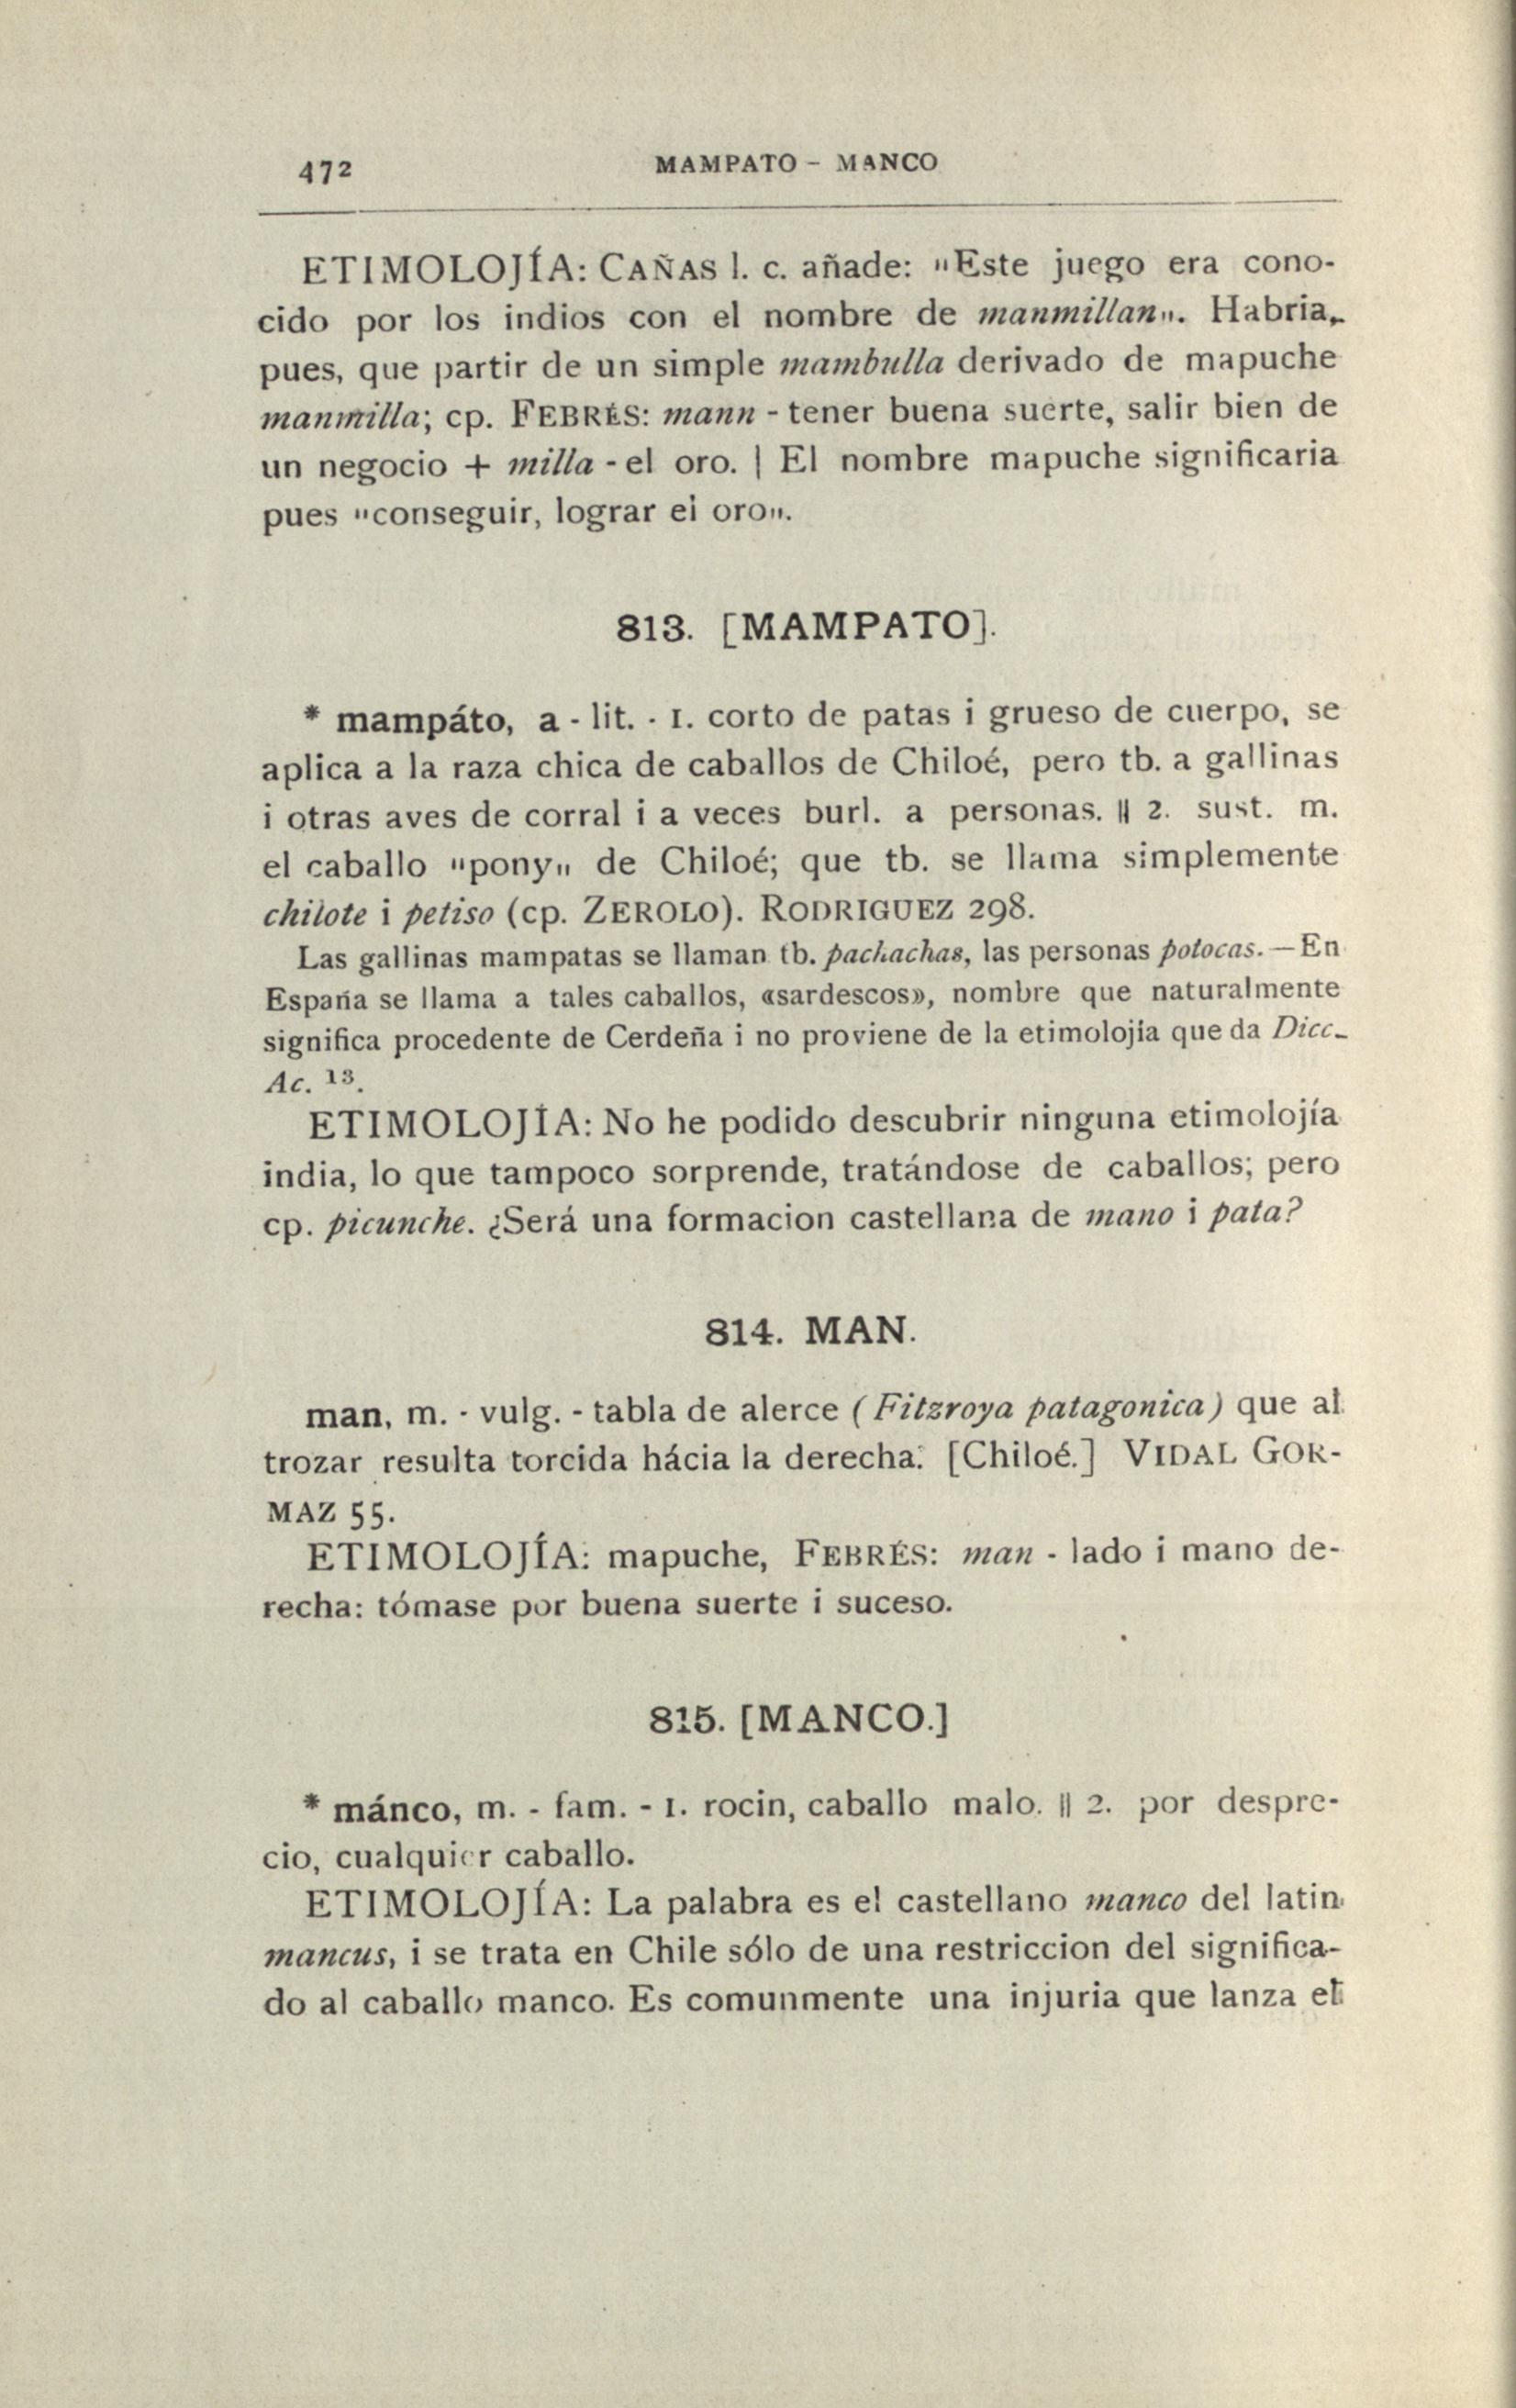 472
MAMPATO – MANCO
ETIMOLOJÍA: CAÑAS l. c. añade: "Este juego era cono-
cido por los indios con el nombre de manmillan". Habria,
pues, que partir de un simple mambulla derivado de mapuche
manmilla; cp. FEBRÉS: mann - tener buena suerte, salir bien de
un negocio + milla - el oro. | El nombre mapuche significaria
pues "conseguir, lograr el oro".
813. [MAMPATO].
* mampáto, a - lit. - 1. corto de patas i grueso de cuerpo, se
aplica a la raza chica de caballos de Chiloé, pero tb. a gallinas
i otras aves de corral i a veces burl. a personas. || 2. sust. m.
el caballo "pony" de Chiloé; que tb. se llama simplemente
chilote i petiso (cp. ZEROLO). RODRIGUEZ 298.
Las gallinas mampatas se llaman tb. pachachas, las personas potocas. — En
España se llama a tales caballos, «sardescos», nombre que naturalmente
significa procedente de Cerdeña i no proviene de la etimolojía que da Dicc.
Ac. 13.
ETIMOLOJÍA: No he podido descubrir ninguna etimolojía
india, lo que tampoco sorprende, tratándose de caballos; pero
cp. picunche. ¿Será una formacion castellana de mano i pata?
814. MAN.
man, m. - vulg. - tabla de alerce (Fitzroya patagonica) que al
trozar resulta torcida hácia la derecha. [Chiloé.] VIDAL GOR-
MAZ 55.
ETIMOLOJÍA: mapuche, FEBRÉS: man - lado i mano de-
recha: tómase por buena suerte i suceso.
815. [MANCO.]
* mánco, m. - fam. - 1. rocin, caballo malo. || 2. por despre-
cio, cualquier caballo.
ETIMOLOJÍA: La palabra es el castellano manco del latin
mancus, i se trata en Chile sólo de una restriccion del significa-
do al caballo manco. Es comunmente una injuria que lanza el